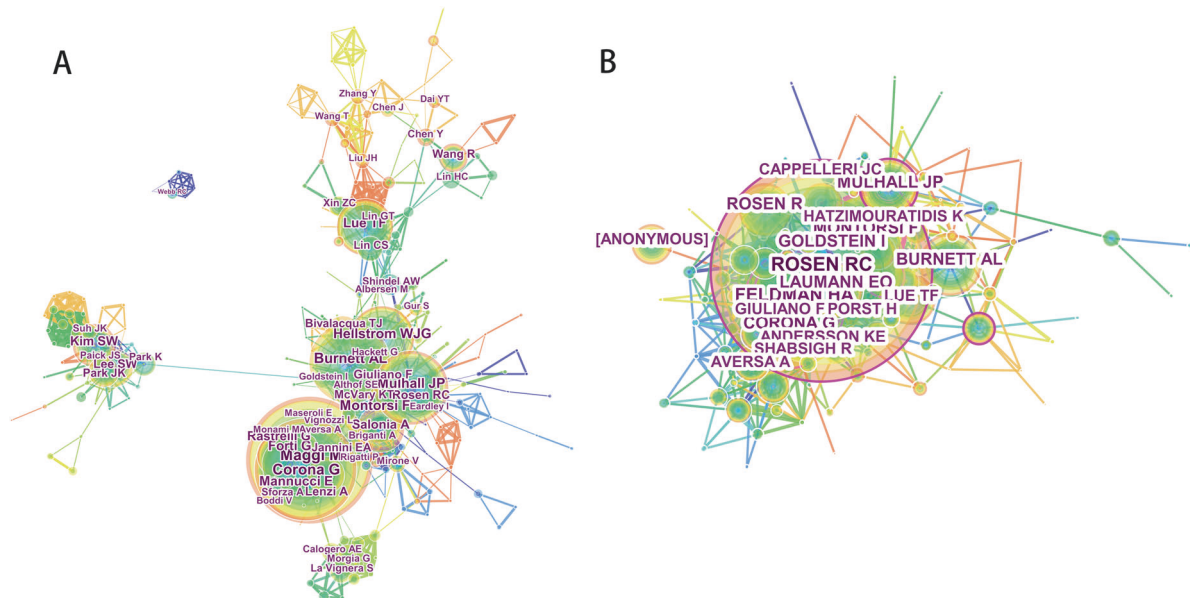 A
Zhang Y
Dai YT
Wang T
Chen J
Chen Y
Liu JH
Wang R
Lin HC
Webb RC
Xin ZC
Lin GT
Lue TF
Lin CS
Shindel AW
Albersen M
Gur S
Suh JK
Kim SW
Paick JS
Park K
Lee SW
Park JK
Bivalacqua TJ
Hellstrom WJG
Hackett G
Burnett AL
Goldstein I
Giuliano F
Althof SE
Mulhall JP
McVary KT
Rosen RC
Montorsi F
Eardley I
Maseroli E
Vignozzi L
Salonia A
Monami M
Aversa A
Briganti A
Rastrelli G
Forti G
Jannini EA
Maggi M
Rigatti P
Mirone V
Corona G
Mannucci E
Sforza A
Lenzi A
Boddi V
Calogero AE
Morgia G
La Vignera S
B
CAPPELLERI JC
MULHALL JP
ROSEN R
HATZIMOURATIDIS K
MONTORSI F
[ANONYMOUS]
GOLDSTEIN I
BURNETT AL
ROSEN RC
LAUMANN EO
FELDMAN HA
LUE TF
GIULIANO F
PORST H
CORONA G
ANDERSSON KE
SHABSIGH R
AVERSA A